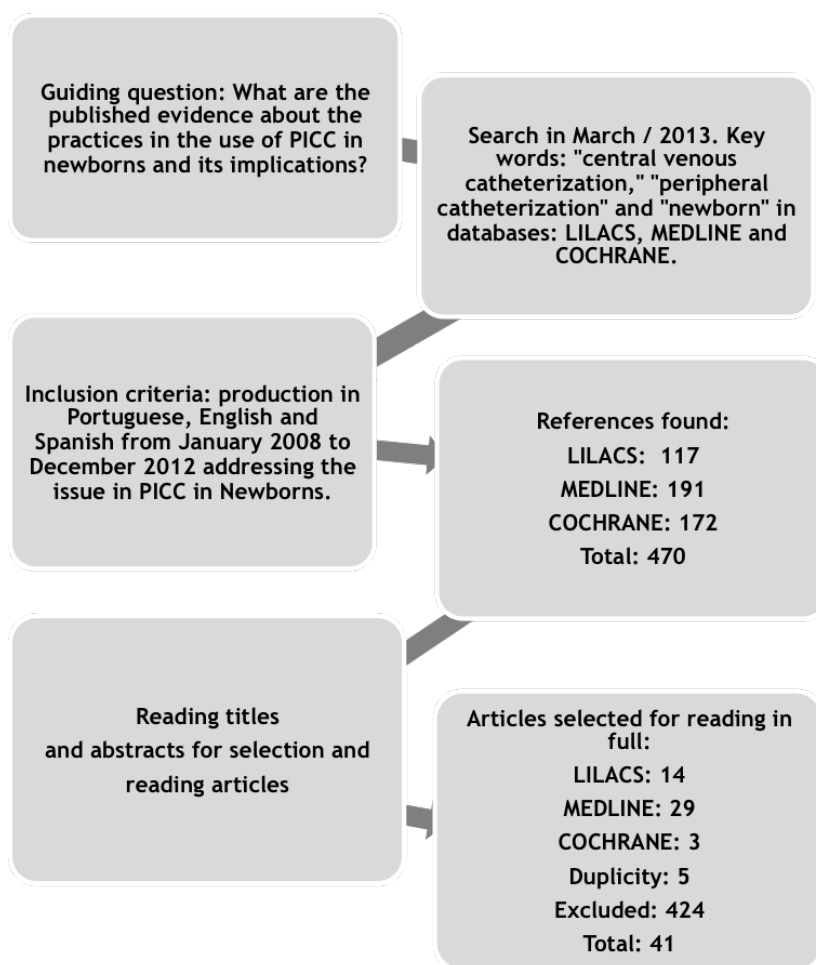 Guiding question: What are the
published evidence about the
practices in the use of PICC in
newborns and its implications?
Search in March / 2013. Key
words: "central venous
catheterization," "peripheral
catheterization" and "newborn" in
databases: LILACS, MEDLINE and
COCHRANE.
Inclusion criteria: production in
Portuguese, English and
Spanish from January 2008 to
December 2012 addressing the
issue in PICC in Newborns.
References found:
LILACS: 117
MEDLINE: 191
COCHRANE: 172
Total: 470
Reading titles
and abstracts for selection and
reading articles
Articles selected for reading in
full:
LILACS: 14
MEDLINE: 29
COCHRANE: 3
Duplicity: 5
Excluded: 424
Total: 41